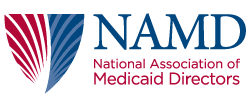 NAMD
National Association of
Medicaid Directors